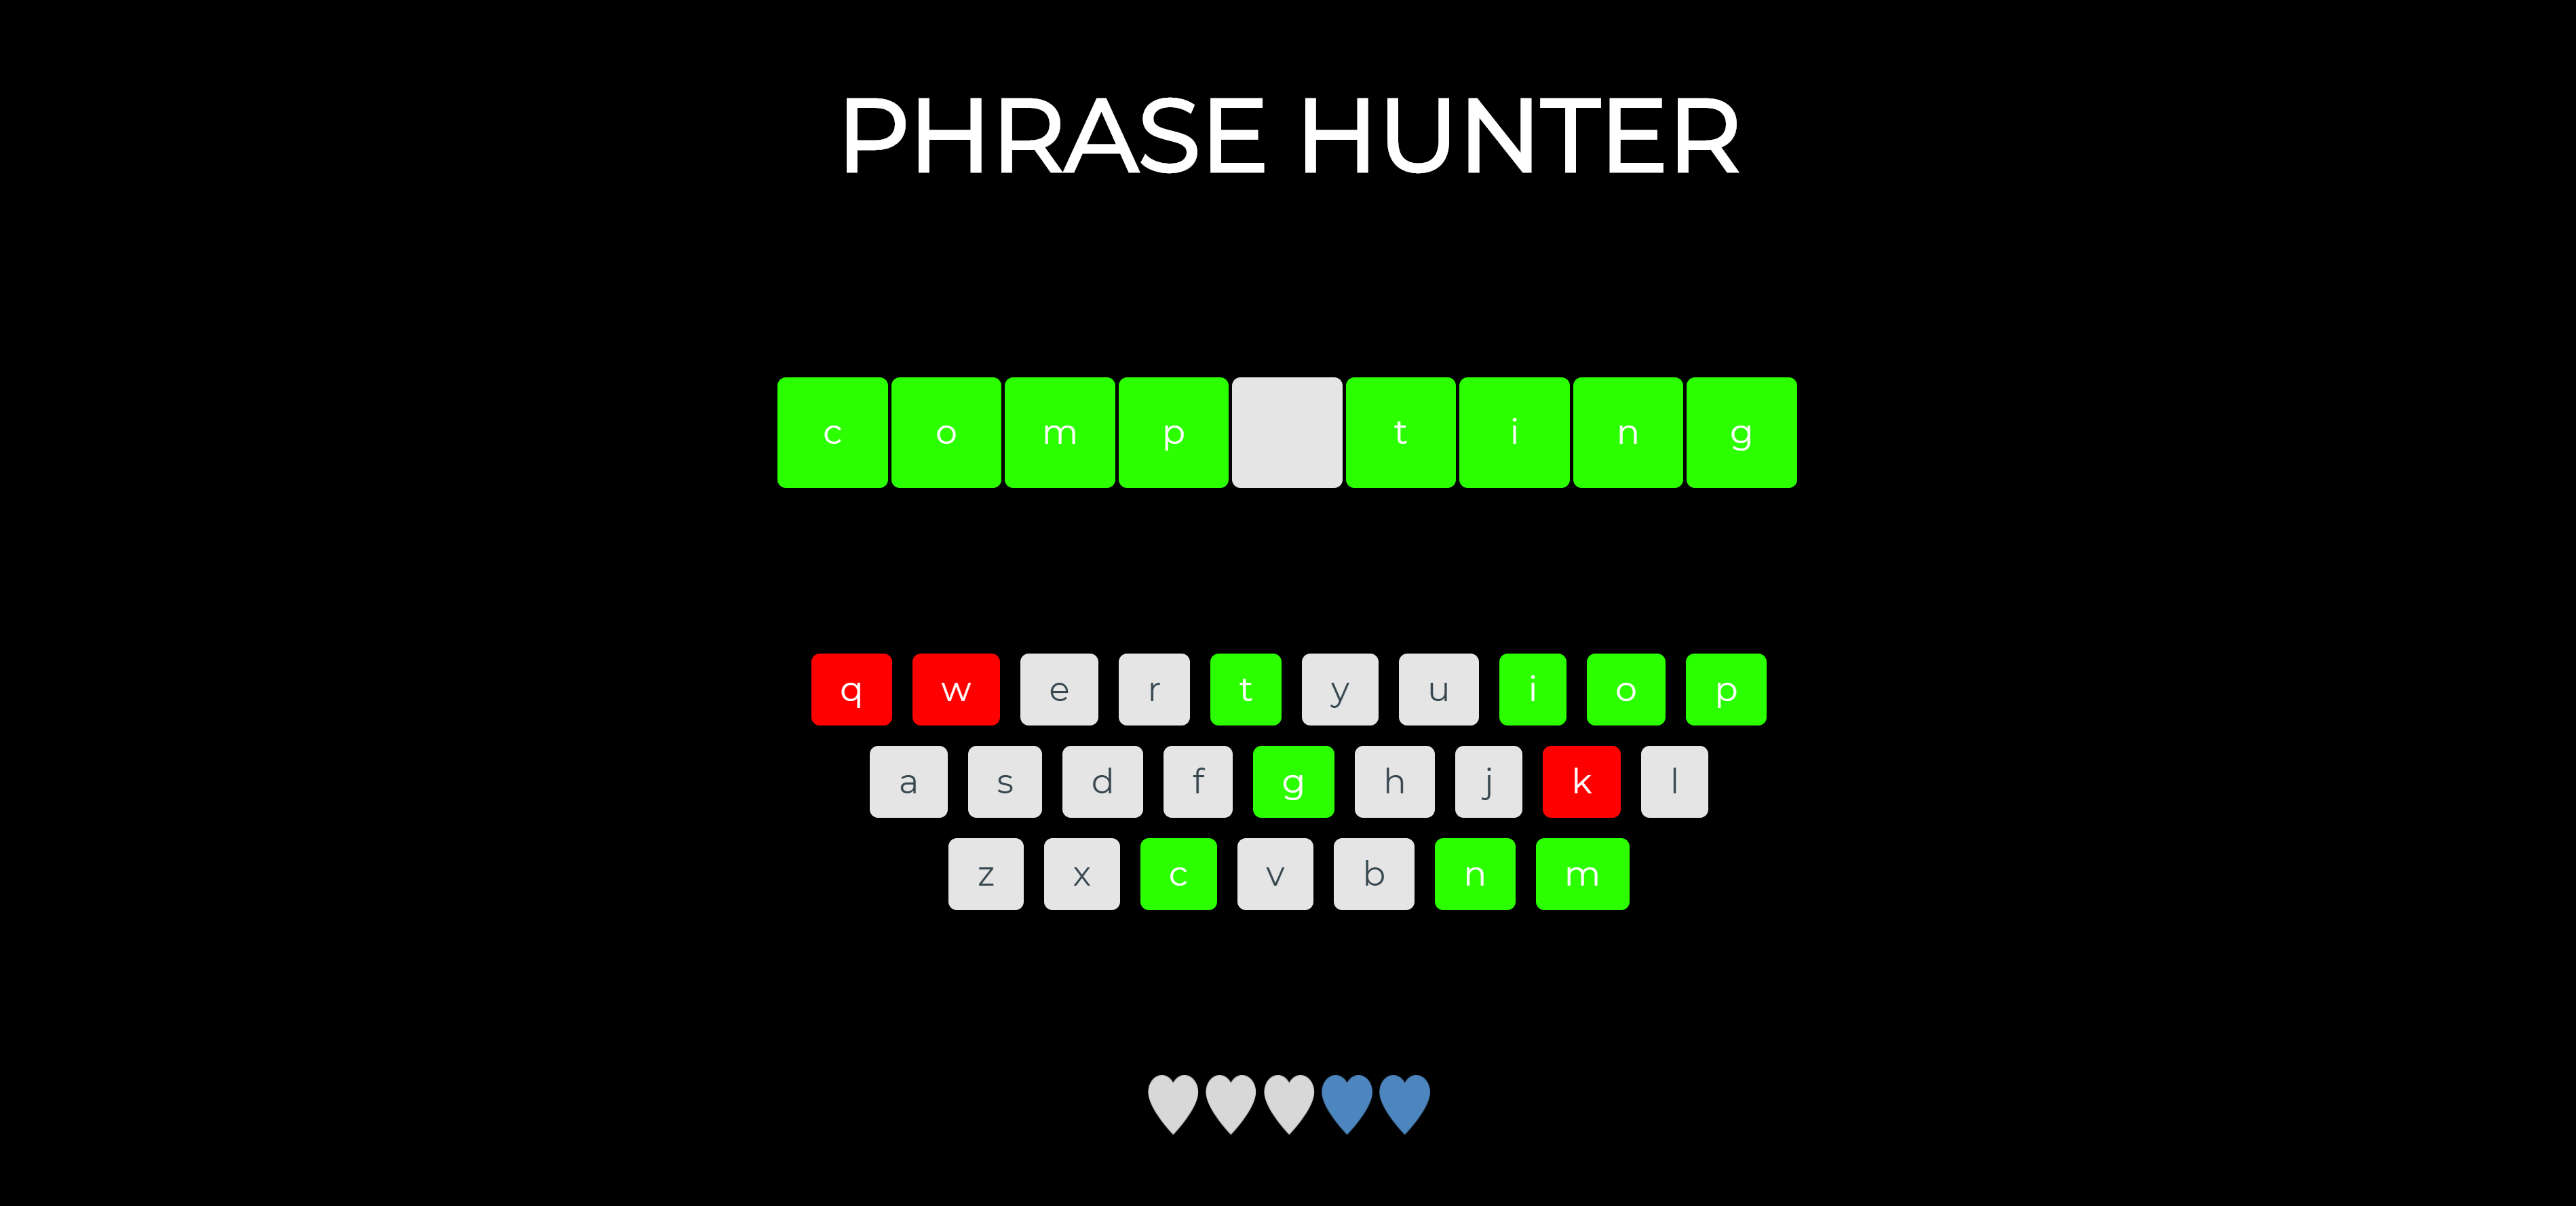 PHRASE HUNTER
c o m p t i n g
q w e r t y u i o p
a s d f g h j k l
z x c v b n m